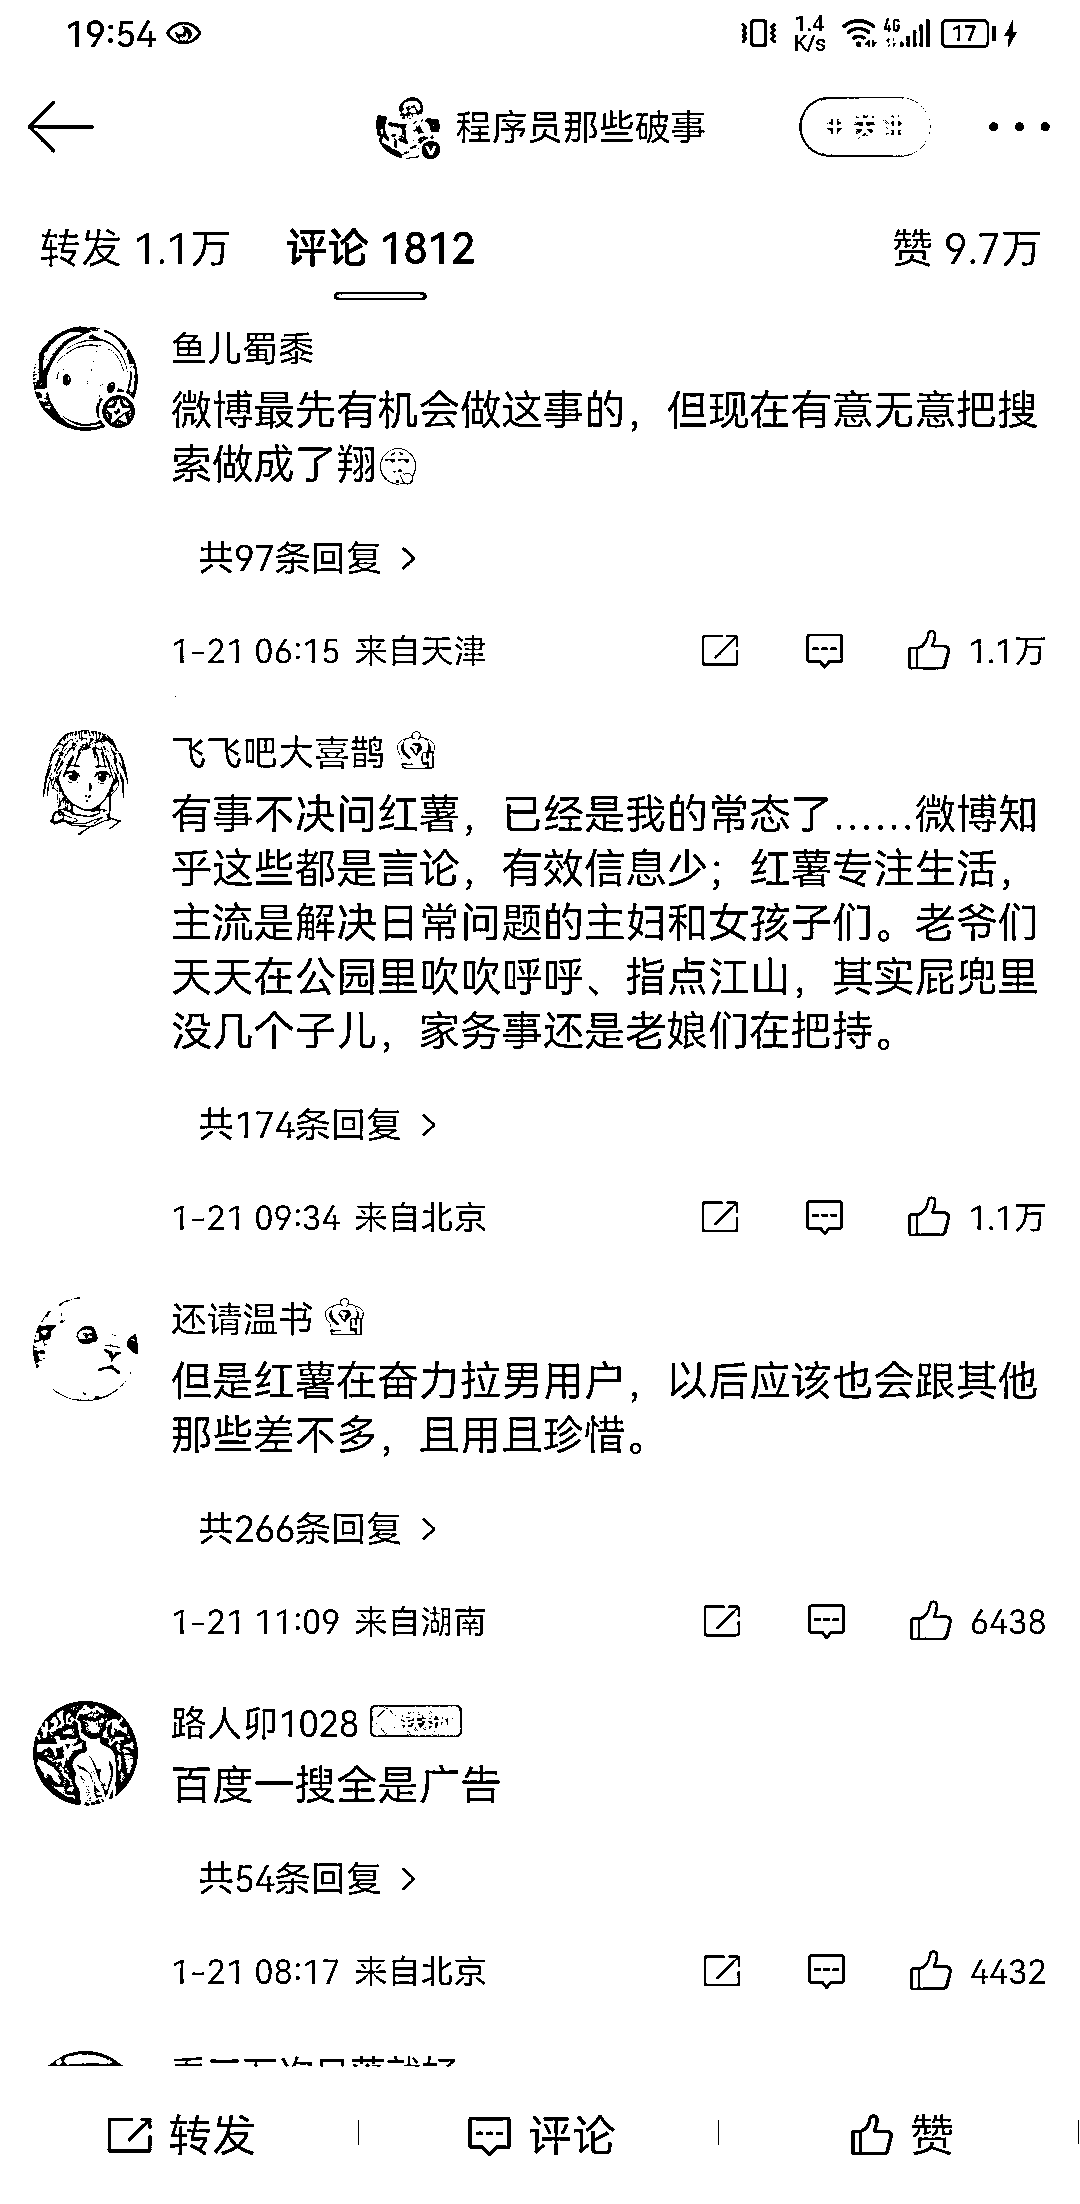 19:54
1.4 K/s 4G 17
程序员那些破事
转发 1.1万 评论 1812 赞 9.7万
鱼儿蜀黍
微博最先有机会做这事的，但现在有意无意把搜
索做成了翔
共97条回复 >
1-21 06:15 来自天津 1.1万
飞飞吧大喜鹊
有事不决问红薯，已经是我的常态了……微博知
乎这些都是言论，有效信息少；红薯专注生活，
主流是解决日常问题的主妇和女孩子们。老爷们
天天在公园里吹吹呼呼、指点江山，其实屁兜里
没几个子儿，家务事还是老娘们在把持。
共174条回复 >
1-21 09:34 来自北京 1.1万
还请温书
但是红薯在奋力拉男用户，以后应该也会跟其他
那些差不多，且用且珍惜。
共266条回复 >
1-21 11:09 来自湖南 6438
路人卯1028
百度一搜全是广告
共54条回复 >
1-21 08:17 来自北京 4432
转发 评论 赞